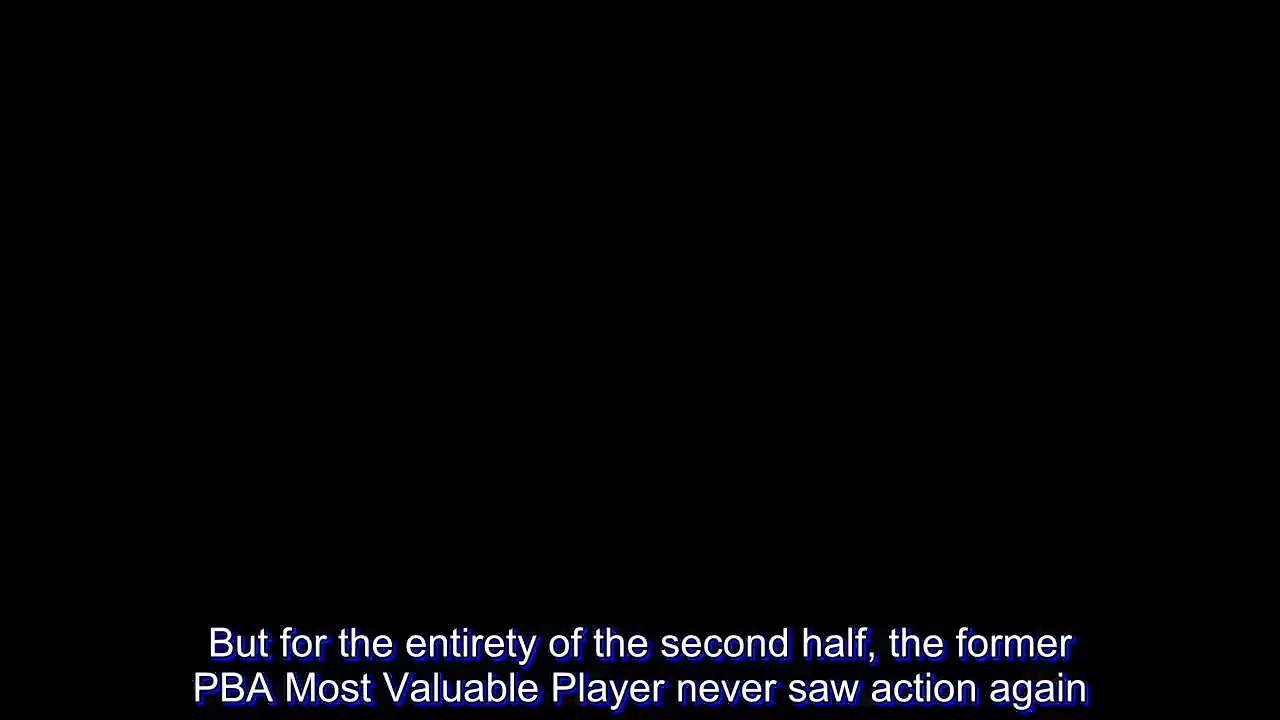 But for the entirety of the second half, the former
PBA Most Valuable Player never saw action again